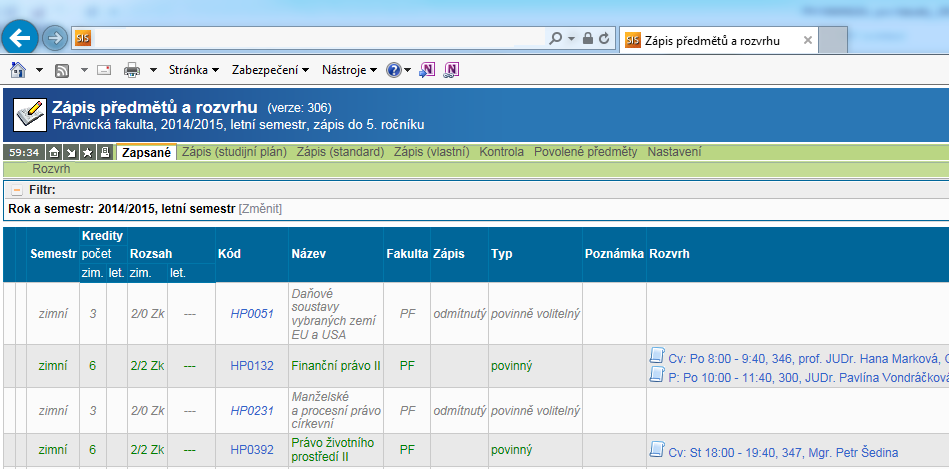 SIS
SIS Zápis předmětů a rozvrhu
Stránka Zabezpečení Nástroje
Zápis předmětů a rozvrhu (verze: 306)
Právnická fakulta, 2014/2015, letní semestr, zápis do 5. ročníku
59:34 Zapsané Zápis (studijní plán) Zápis (standard) Zápis (vlastní) Kontrola Povolené předměty Nastavení
Rozvrh
Filtr:
Rok a semestr: 2014/2015, letní semestr [Změnit]
Kredity
Semestr počet Rozsah Kód Název Fakulta Zápis Typ Poznámka Rozvrh
zim. let. zim. let.
Daňové
soustavy
zimní 3 2/0 Zk --- HP0051 vybraných zemí PF odmítnutý povinně volitelný
EU a USA
zimní 6 2/2 Zk --- HP0132 Finanční právo II PF povinný Cv: Po 8:00 - 9:40, 346, prof. JUDr. Hana Marková,
P: Po 10:00 - 11:40, 300, JUDr. Pavlína Vondráčková
Manželské
zimní 3 2/0 Zk --- HP0231 a procesní právo PF odmítnutý povinně volitelný
církevní
zimní 6 2/2 Zk --- HP0392 Právo životního PF povinný Cv: St 18:00 - 19:40, 347, Mgr. Petr Šedina
prostředí II